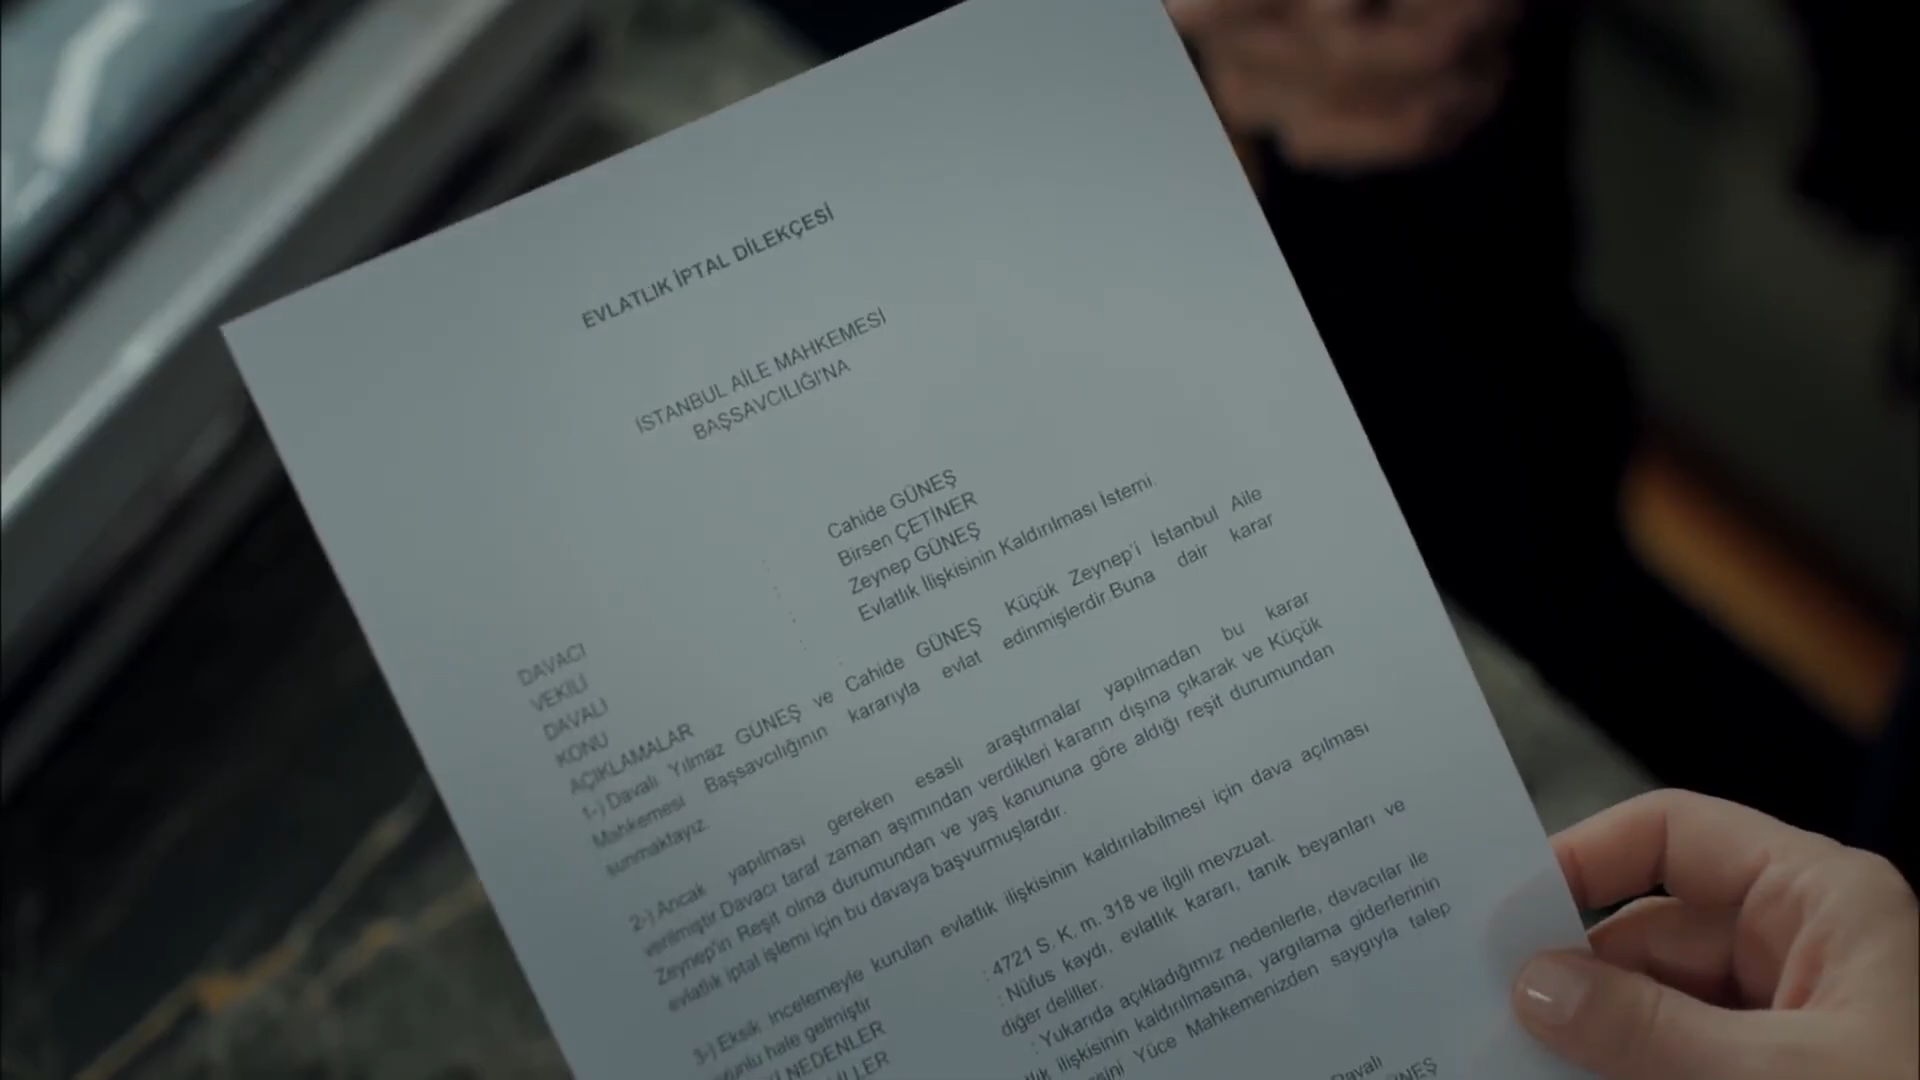 EVLATLIK İPTAL DİLEKÇESİ
İSTANBUL AİLE MAHKEMESİ
BAŞSAVCILIĞI'NA
DAVACI : Cahide GÜNEŞ
VEKİLİ : Birsen ÇETİNER
DAVALI : Zeynep GÜNEŞ
KONU : Evlatlık İlişkisinin Kaldırılması İstemi.
AÇIKLAMALAR :
1-) Davalı Yılmaz GÜNEŞ ve Cahide GÜNEŞ Küçük Zeynep'i İstanbul Aile
Mahkemesi Başsavcılığının kararıyla evlat edinmişlerdir.Buna dair karar
sunmaktayız.
2-) Ancak yapılması gereken esaslı araştırmalar yapılmadan bu karar
verilmiştir.Davacı taraf zaman aşımından verdikleri kararın dışına çıkarak ve Küçük
Zeynep'in Reşit olma durumundan ve yaş kanununa göre aldığı reşit durumundan
evlatlık iptal işlemi için bu davaya başvurmuşlardır.
3-) Eksik incelemeyle kurulan evlatlık ilişkisinin kaldırılabilmesi için dava açılması
hale gelmiştir
NEDENLER : 4721 S. K. m. 318 ve ilgili mevzuat.
: Nüfus kaydı, evlatlık kararı, tanık beyanları ve
diğer deliller.
: Yukarıda açıkladığımız nedenlerle, davacılar ile
ilişkisinin kaldırılmasına, yargılama giderlerinin
Yüce Mahkemenizden saygıyla talep
Davalı